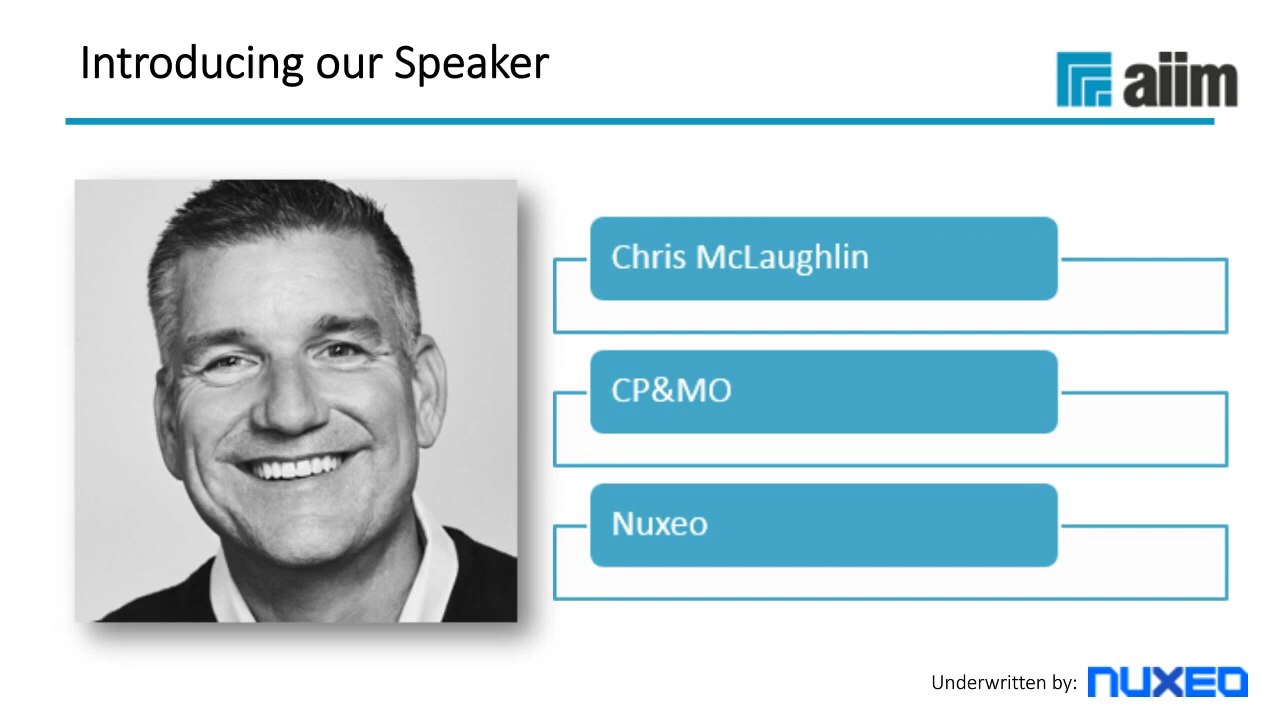 Introducing our Speaker
aiim
Chris McLaughlin
CP&MO
Nuxeo
Underwritten by: nuxeo